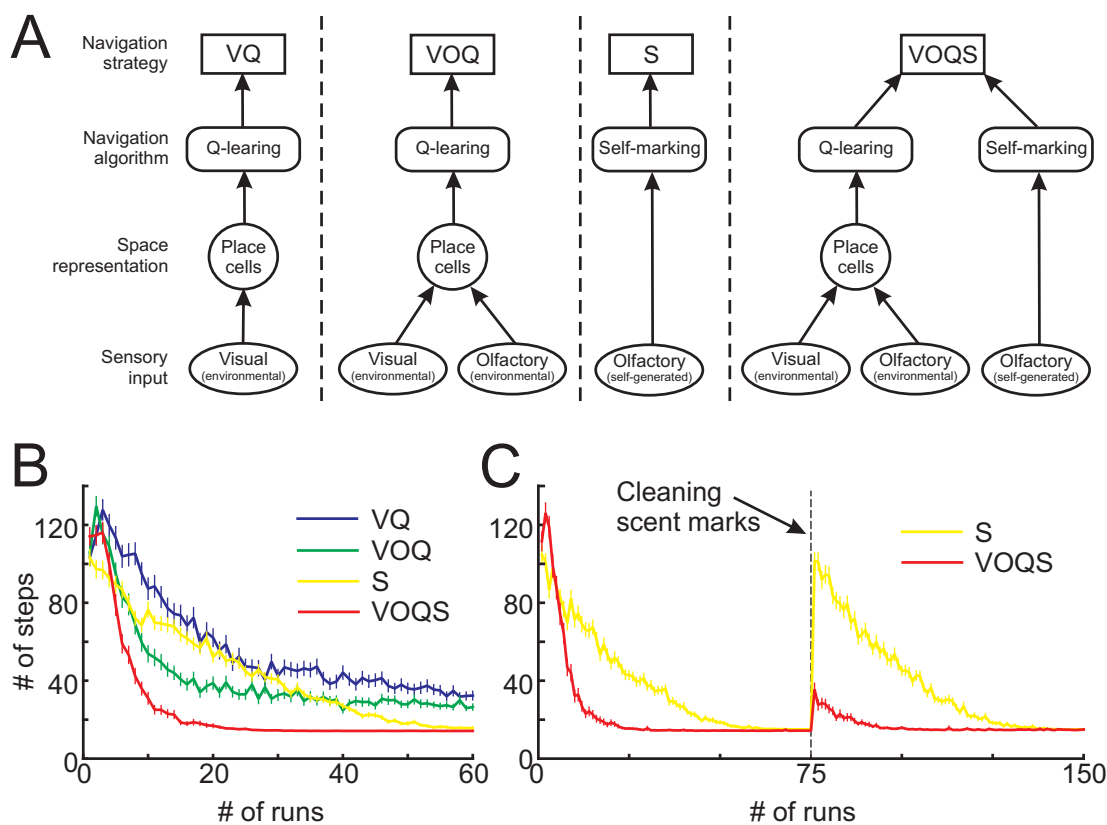 A
Navigation
strategy
VQ
VOQ
S
VOQS
Navigation
algorithm
Q-learing
Q-learing
Self-marking
Q-learing
Self-marking
Space
representation
Place
cells
Place
cells
Place
cells
Sensory
input
Visual
(environmental)
Visual
(environmental)
Olfactory
(environmental)
Olfactory
(self-generated)
Visual
(environmental)
Olfactory
(environmental)
Olfactory
(self-generated)
B
# of steps
120
80
40
0
0
20
40
60
# of runs
VQ
VOQ
S
VOQS
C
120
80
40
0
0
75
150
# of runs
Cleaning
scent marks
S
VOQS